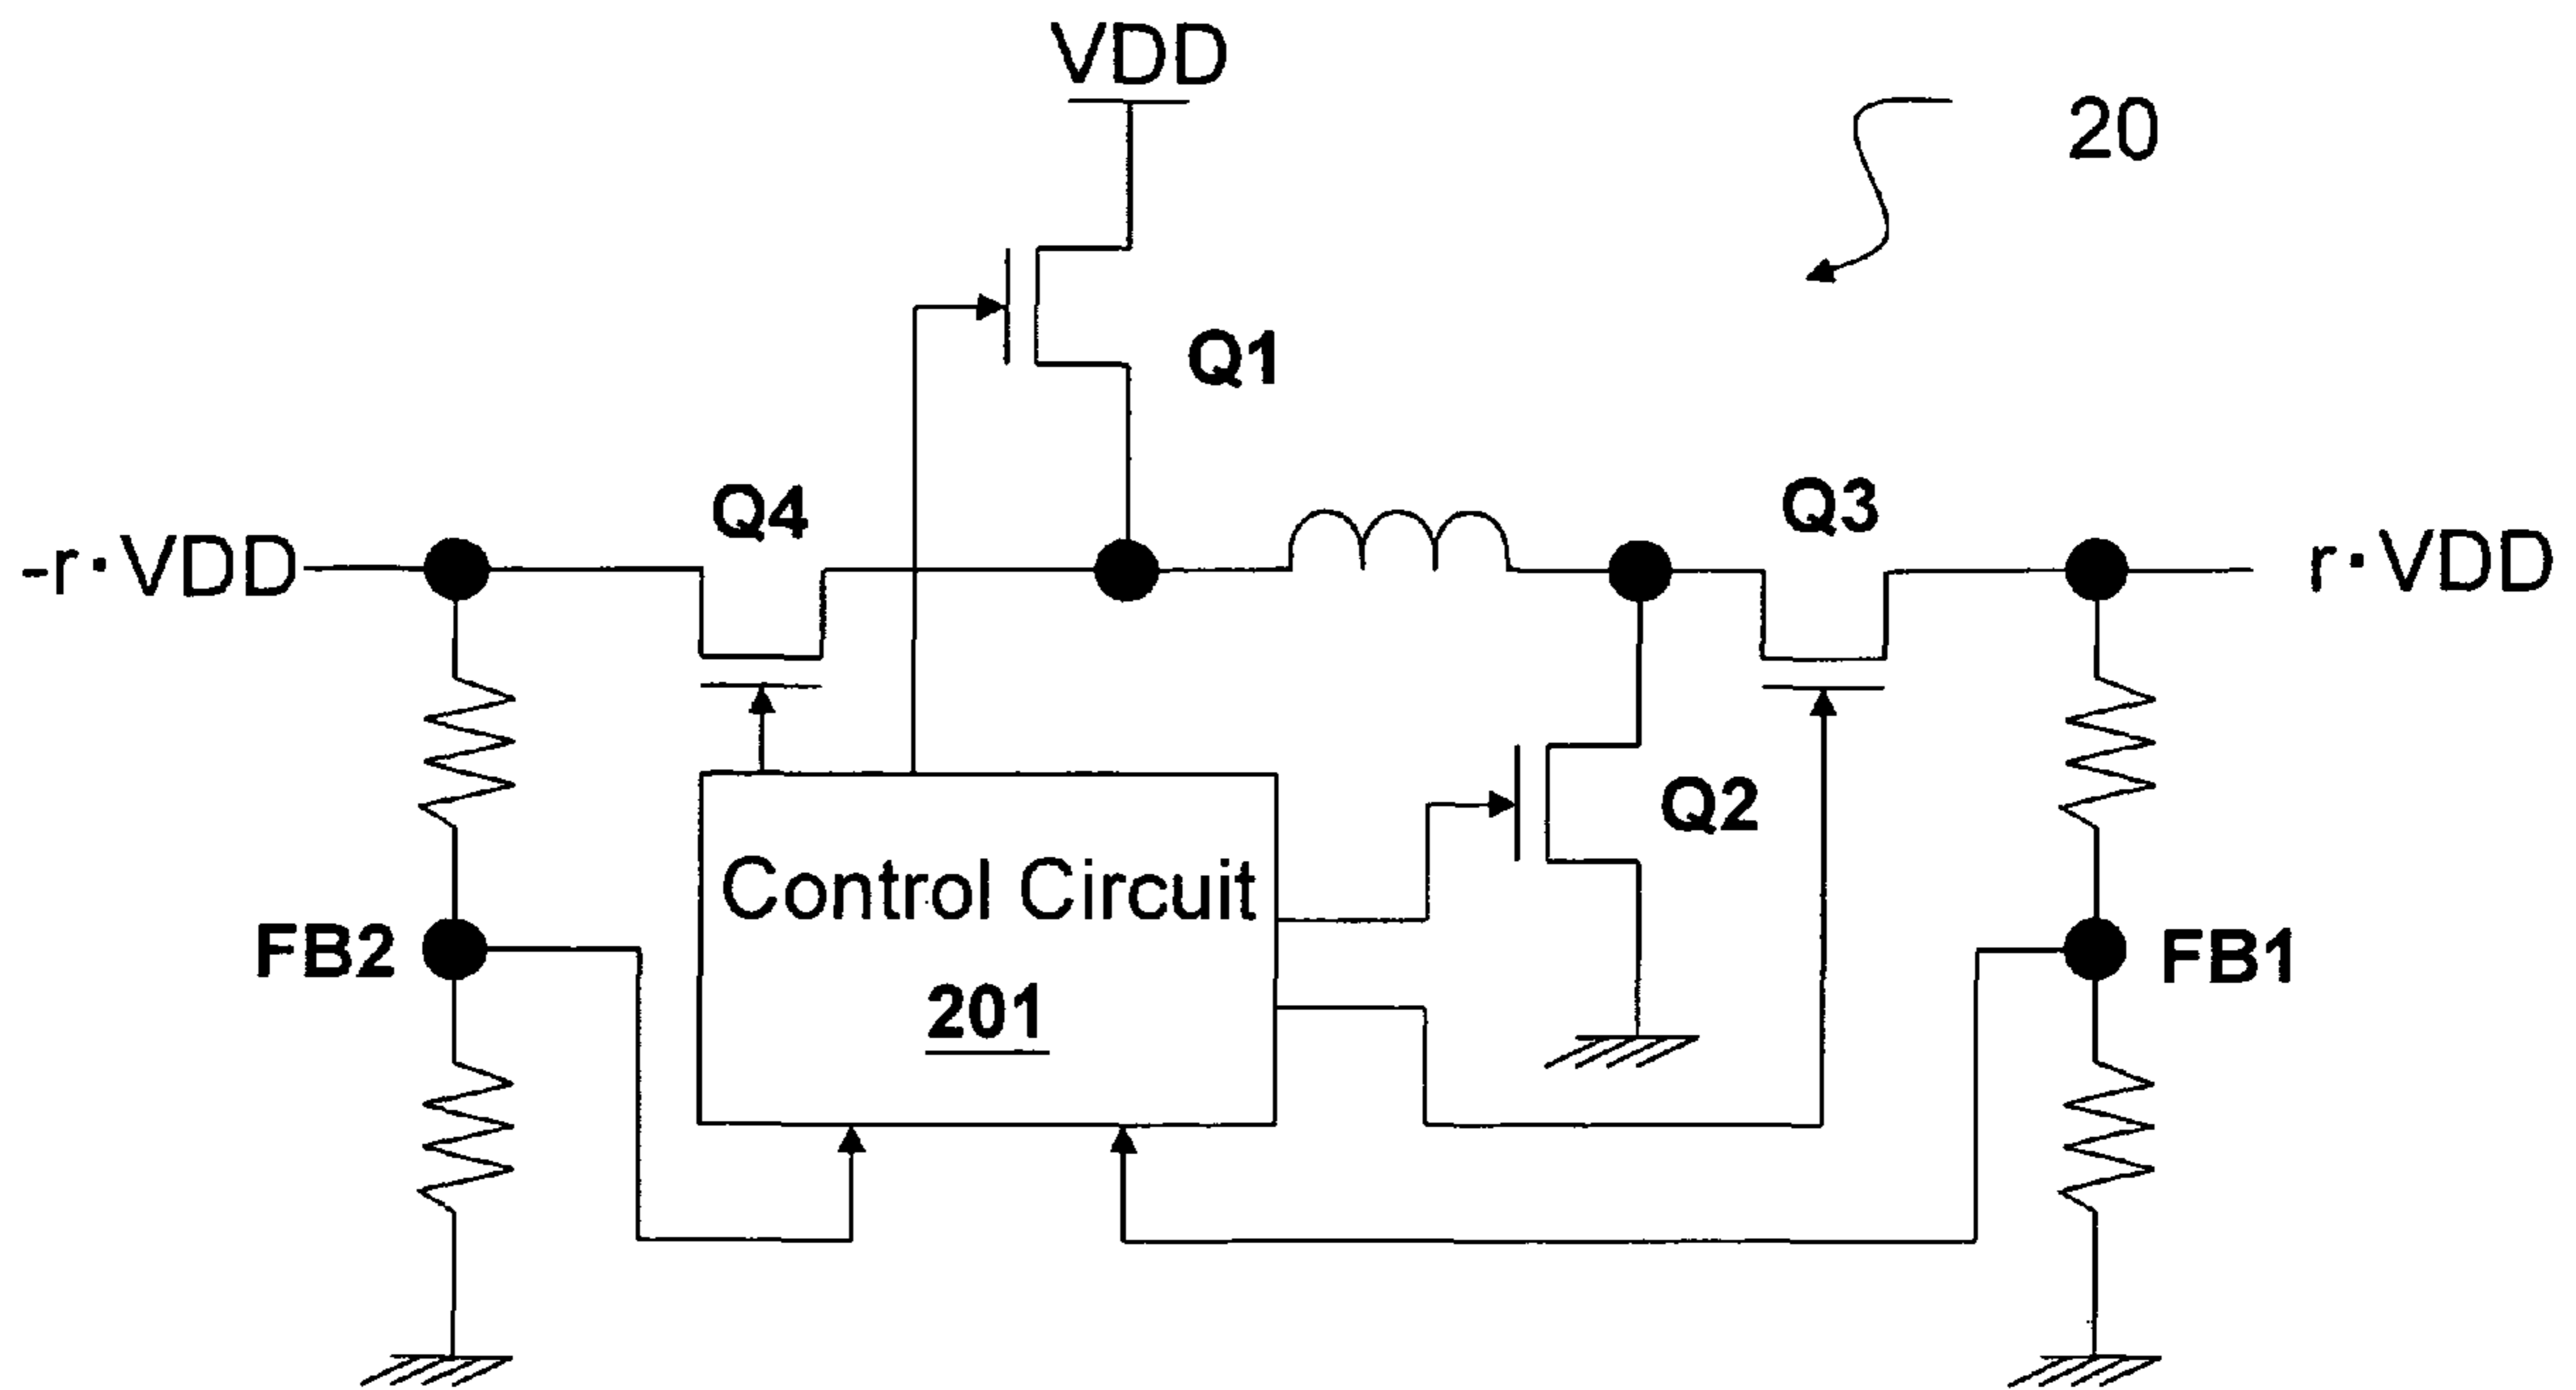 VDD
20
Q1
Q4
Q3
-r·VDD
r·VDD
Q2
Control Circuit
201
FB2
FB1